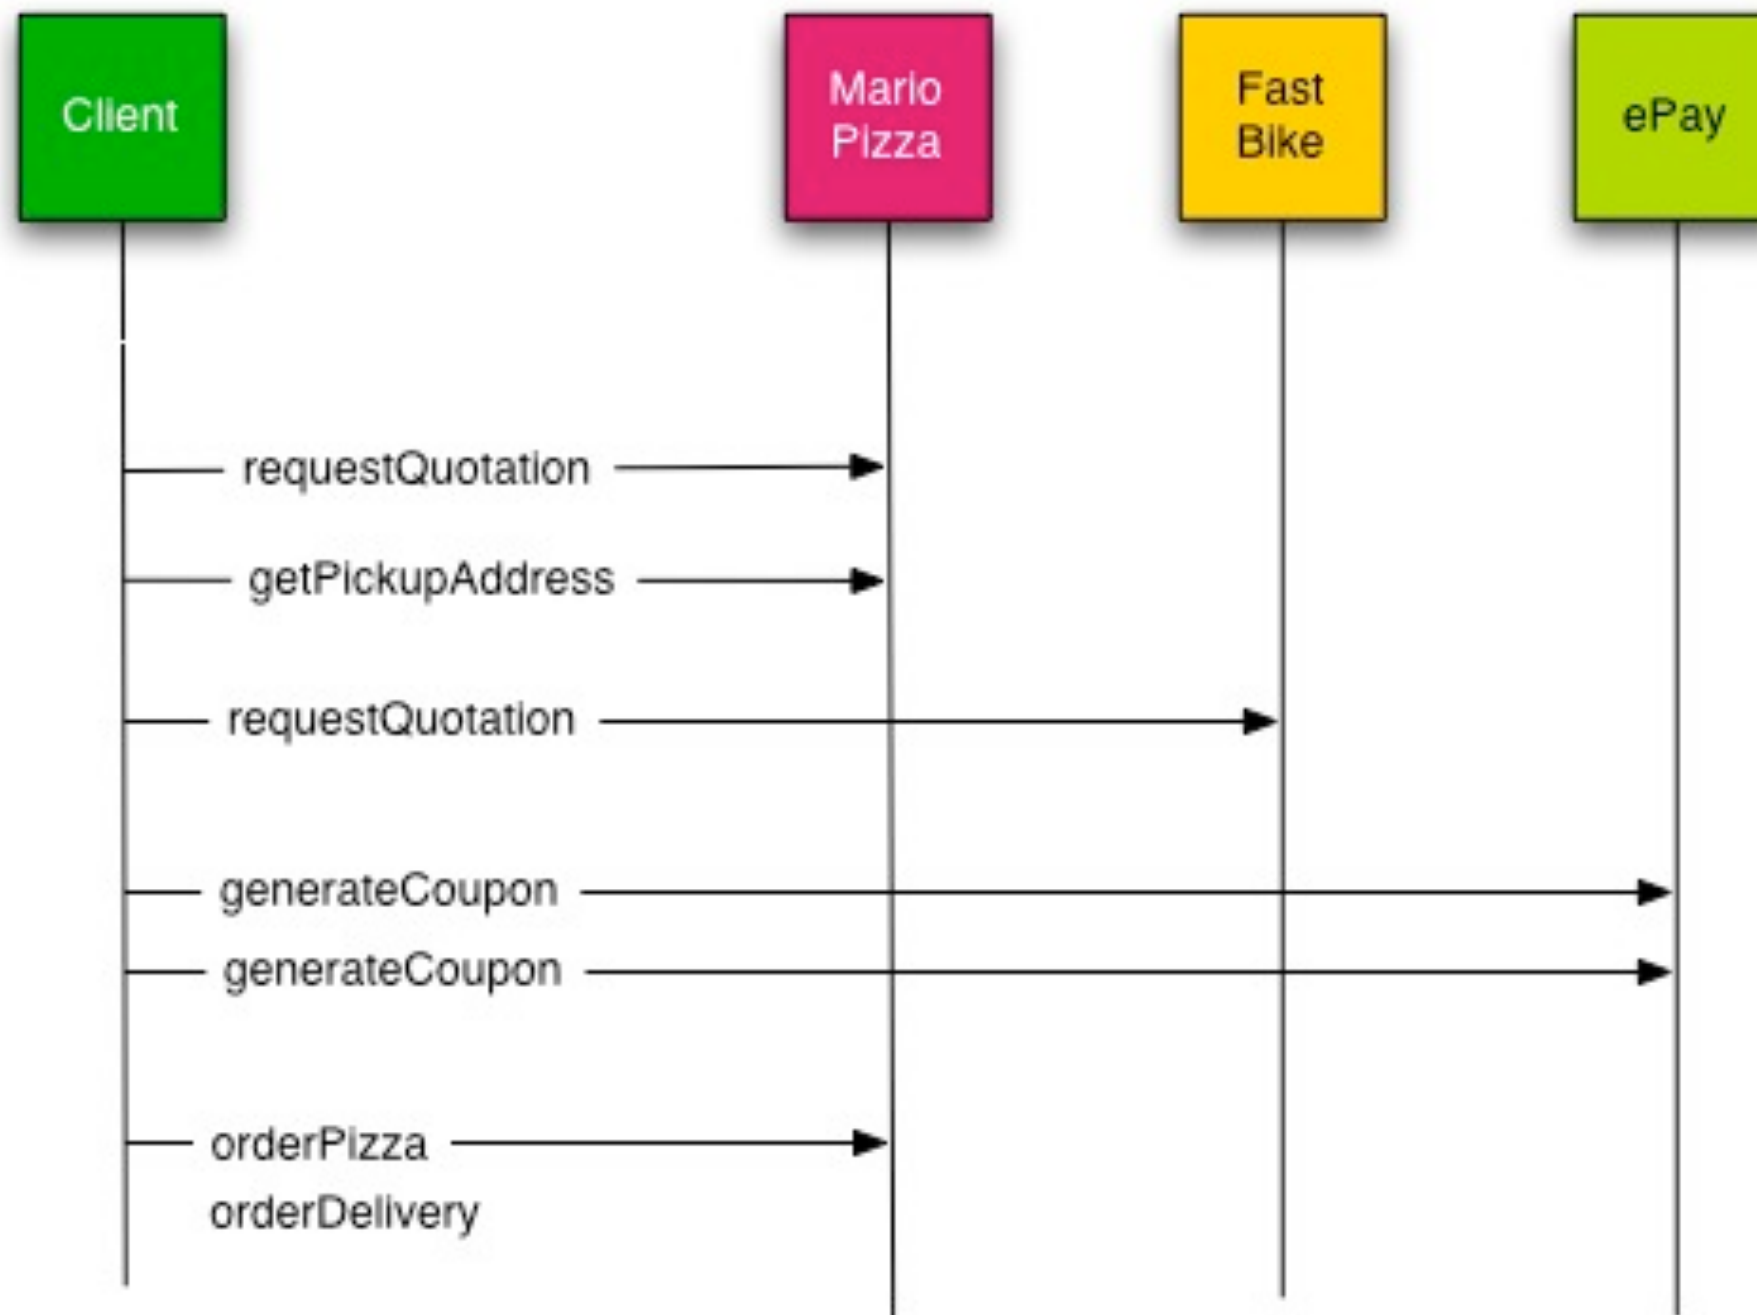 Client
Mario
Pizza
Fast
Bike
ePay
requestQuotation
getPickupAddress
requestQuotation
generateCoupon
generateCoupon
orderPizza
orderDelivery